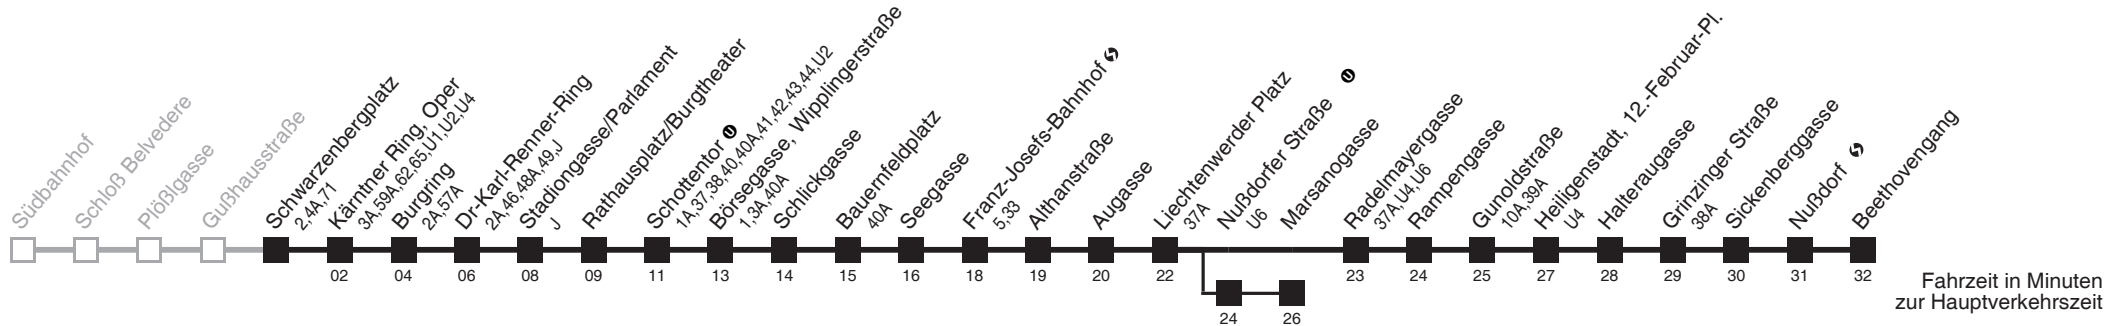 Südbahnhof
Schloß Belvedere
Plößlgasse
Gußhausstraße
Schwarzenbergplatz
2,4A,71
Kärntner Ring, Oper
3A,59A,62,65,U1,U2,U4
Burgring
2A,57A
Dr-Karl-Renner-Ring
2A,46,48A,49,J
Stadiongasse/Parlament
J
Rathausplatz/Burgtheater
Schottentor U
1A,37,38,40,40A,41,42,43,44,U2
Börsegasse, Wipplingerstraße
1,3A,40A
Schlickgasse
Bauernfeldplatz
40A
Seegasse
Franz-Josefs-Bahnhof
5,33
Althanstraße
Augasse
Liechtenwerder Platz
37A
Nußdorfer Straße U
U6
Marsanogasse
Radelmayergasse
37A,U4,U6
Rampengasse
Gunoldstraße
10A,39A
Heiligenstadt, 12.-Februar-Pl.
U4
Halteraugasse
Grinzinger Straße
38A
Sickenberggasse
Nußdorf
Beethovengang
02 04 06 08 09 11 13 14 15 16 18 19 20 22 23 24 25 27 28 29 30 31 32
24 26
Fahrzeit in Minuten
zur Hauptverkehrszeit